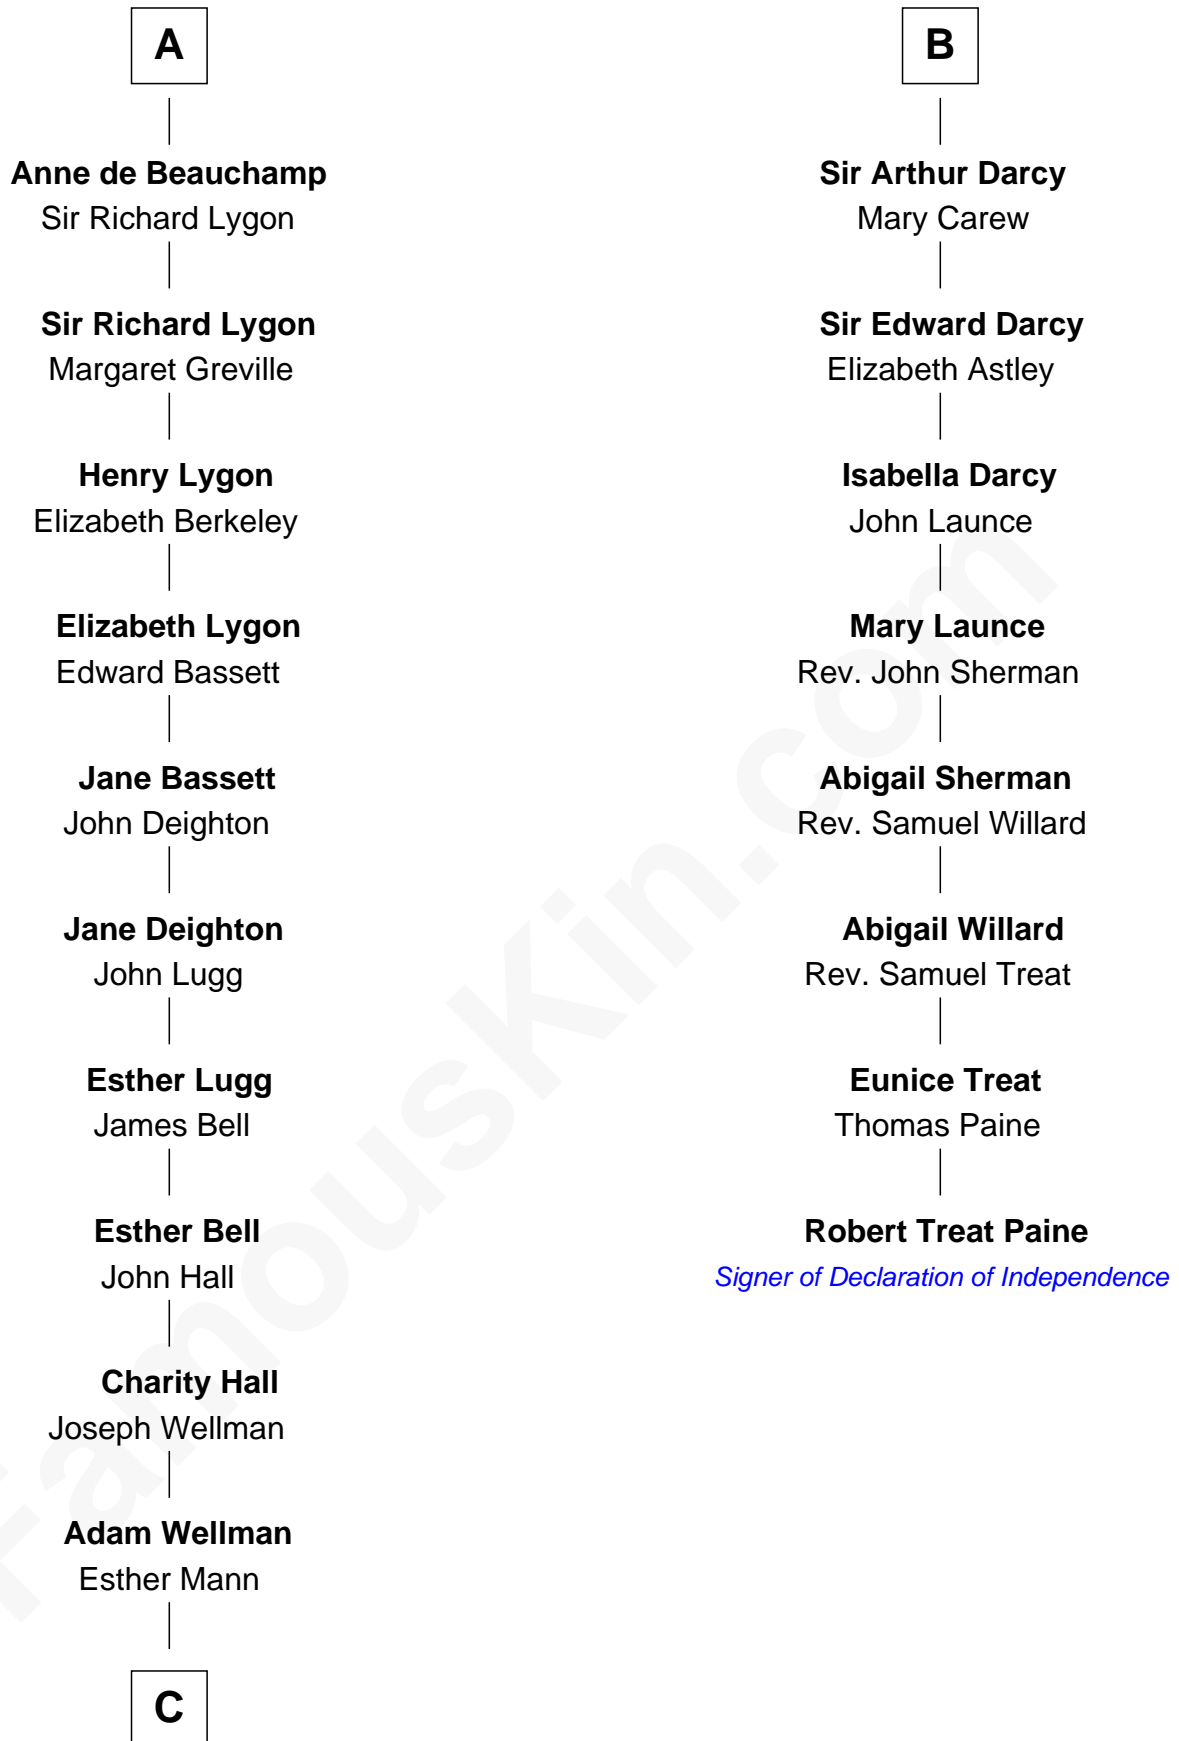 A
Anne de Beauchamp
Sir Richard Lygon
Sir Richard Lygon
Margaret Greville
Henry Lygon
Elizabeth Berkeley
Elizabeth Lygon
Edward Bassett
Jane Bassett
John Deighton
Jane Deighton
John Lugg
Esther Lugg
James Bell
Esther Bell
John Hall
Charity Hall
Joseph Wellman
Adam Wellman
Esther Mann
C
B
Sir Arthur Darcy
Mary Carew
Sir Edward Darcy
Elizabeth Astley
Isabella Darcy
John Launce
Mary Launce
Rev. John Sherman
Abigail Sherman
Rev. Samuel Willard
Abigail Willard
Rev. Samuel Treat
Eunice Treat
Thomas Paine
Robert Treat Paine
Signer of Declaration of Independence
FamousKin.com